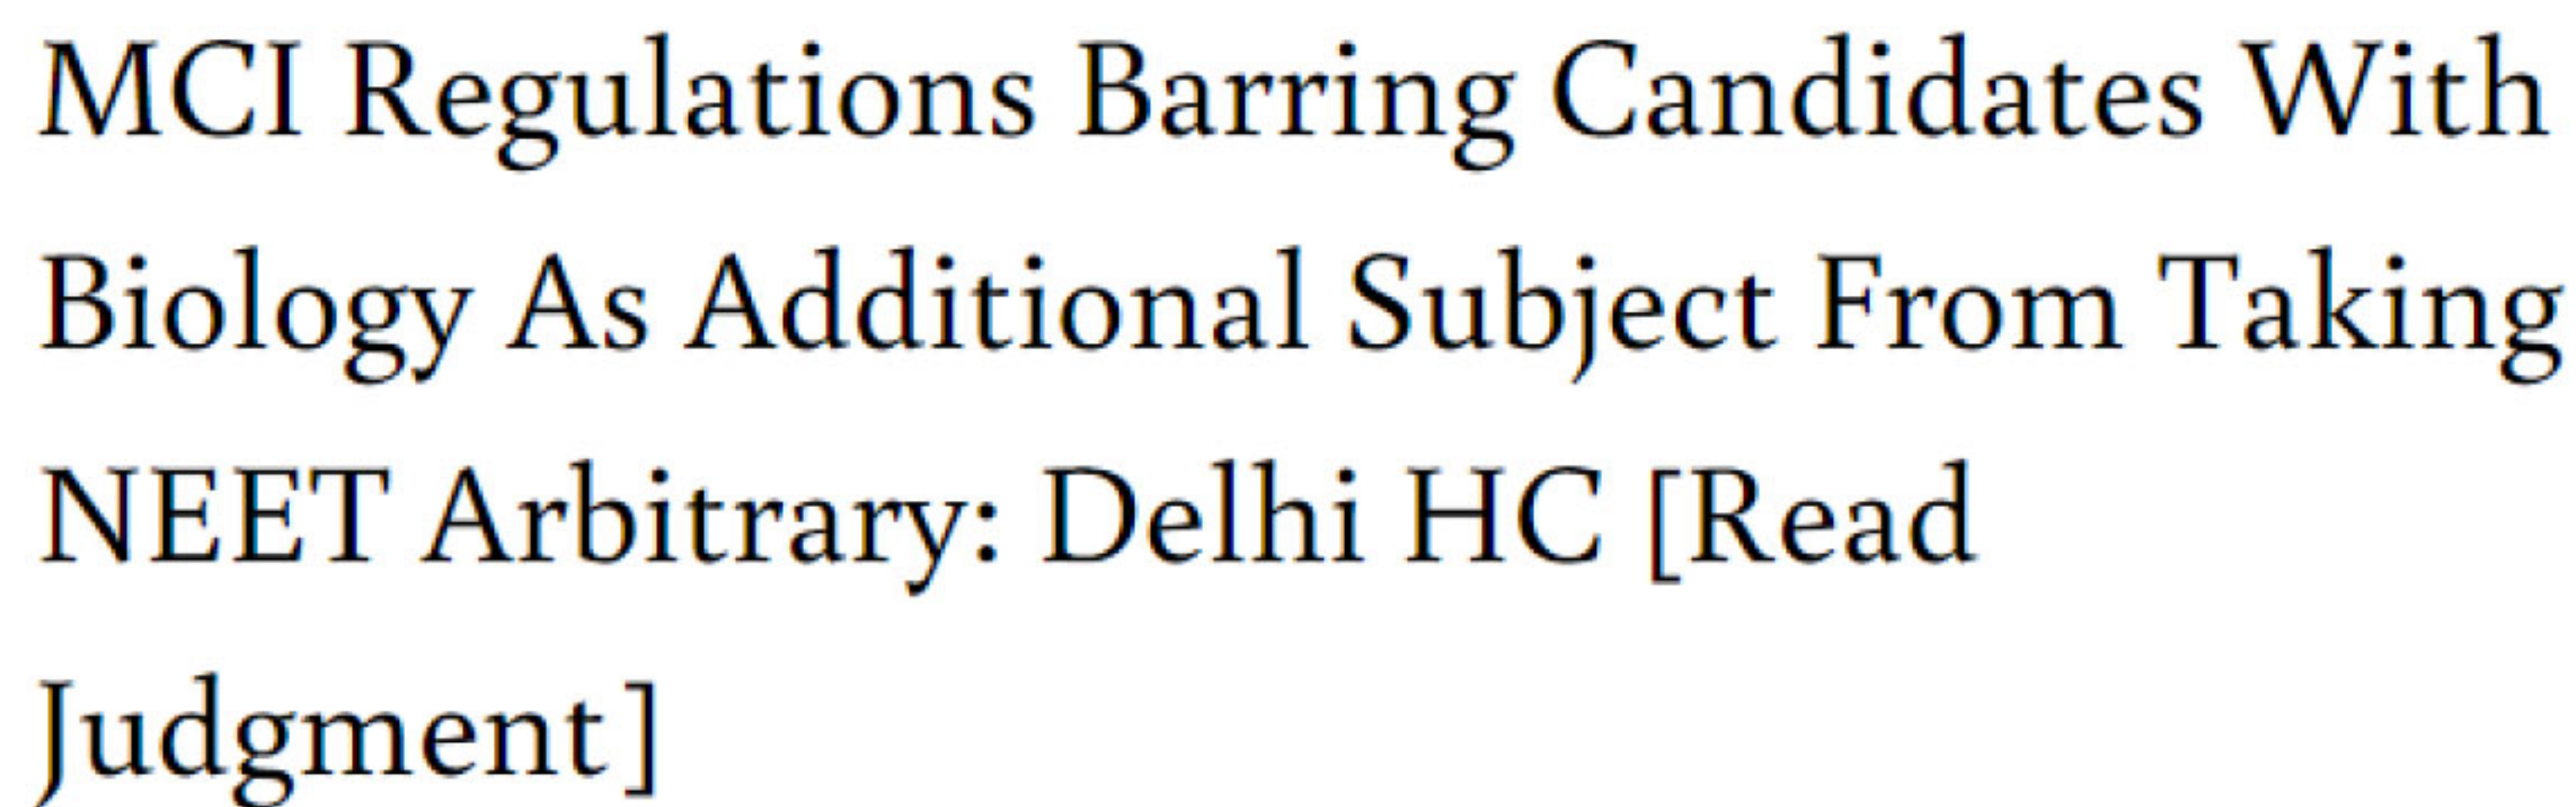 MCI Regulations Barring Candidates With
Biology As Additional Subject From Taking
NEET Arbitrary: Delhi HC [Read
Judgment]